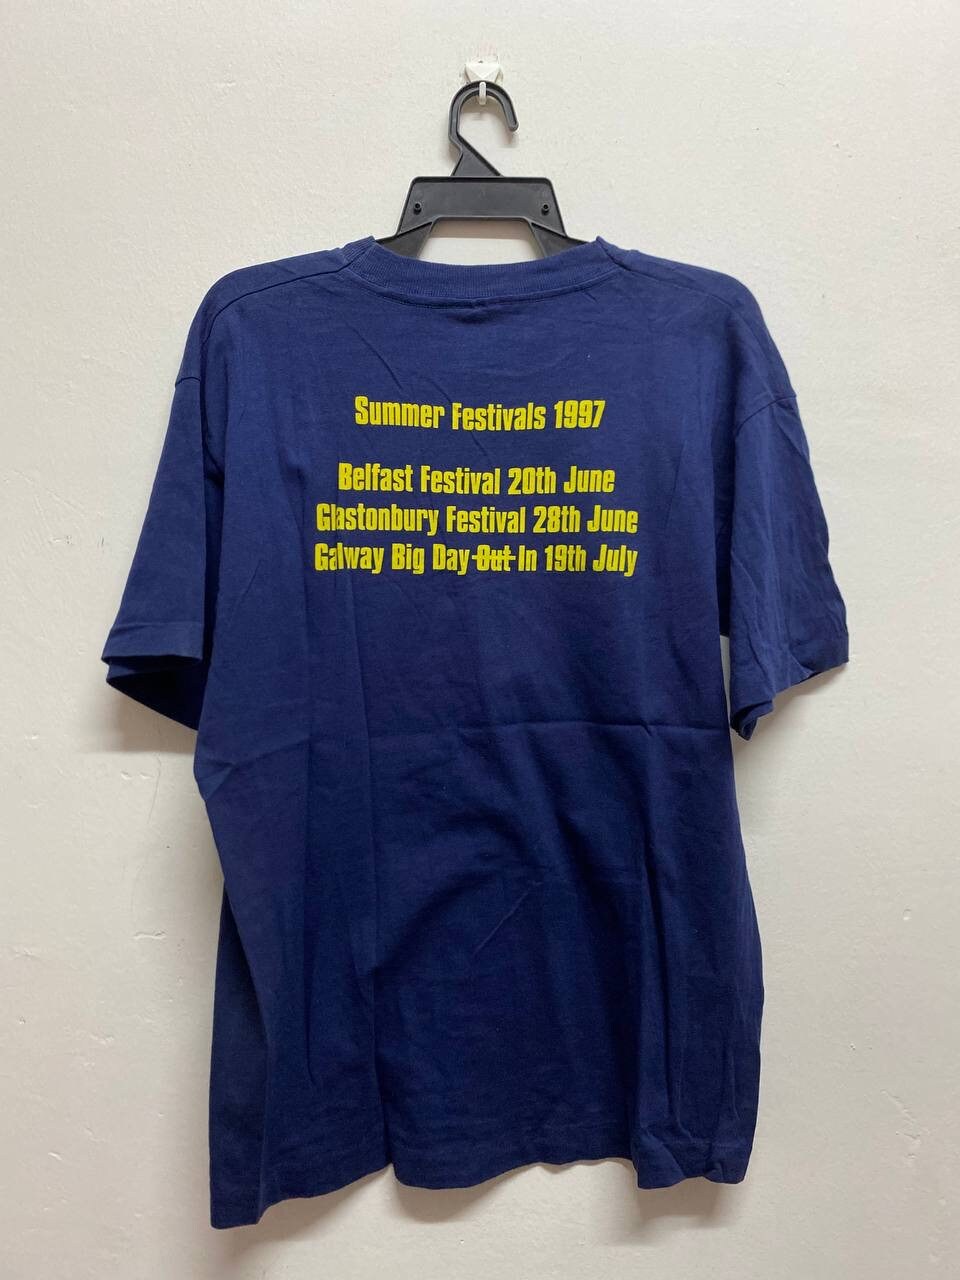 Summer Festivals 1997
Belfast Festival 20th June
Glastonbury Festival 28th June
Galway Big Day Out In 19th July